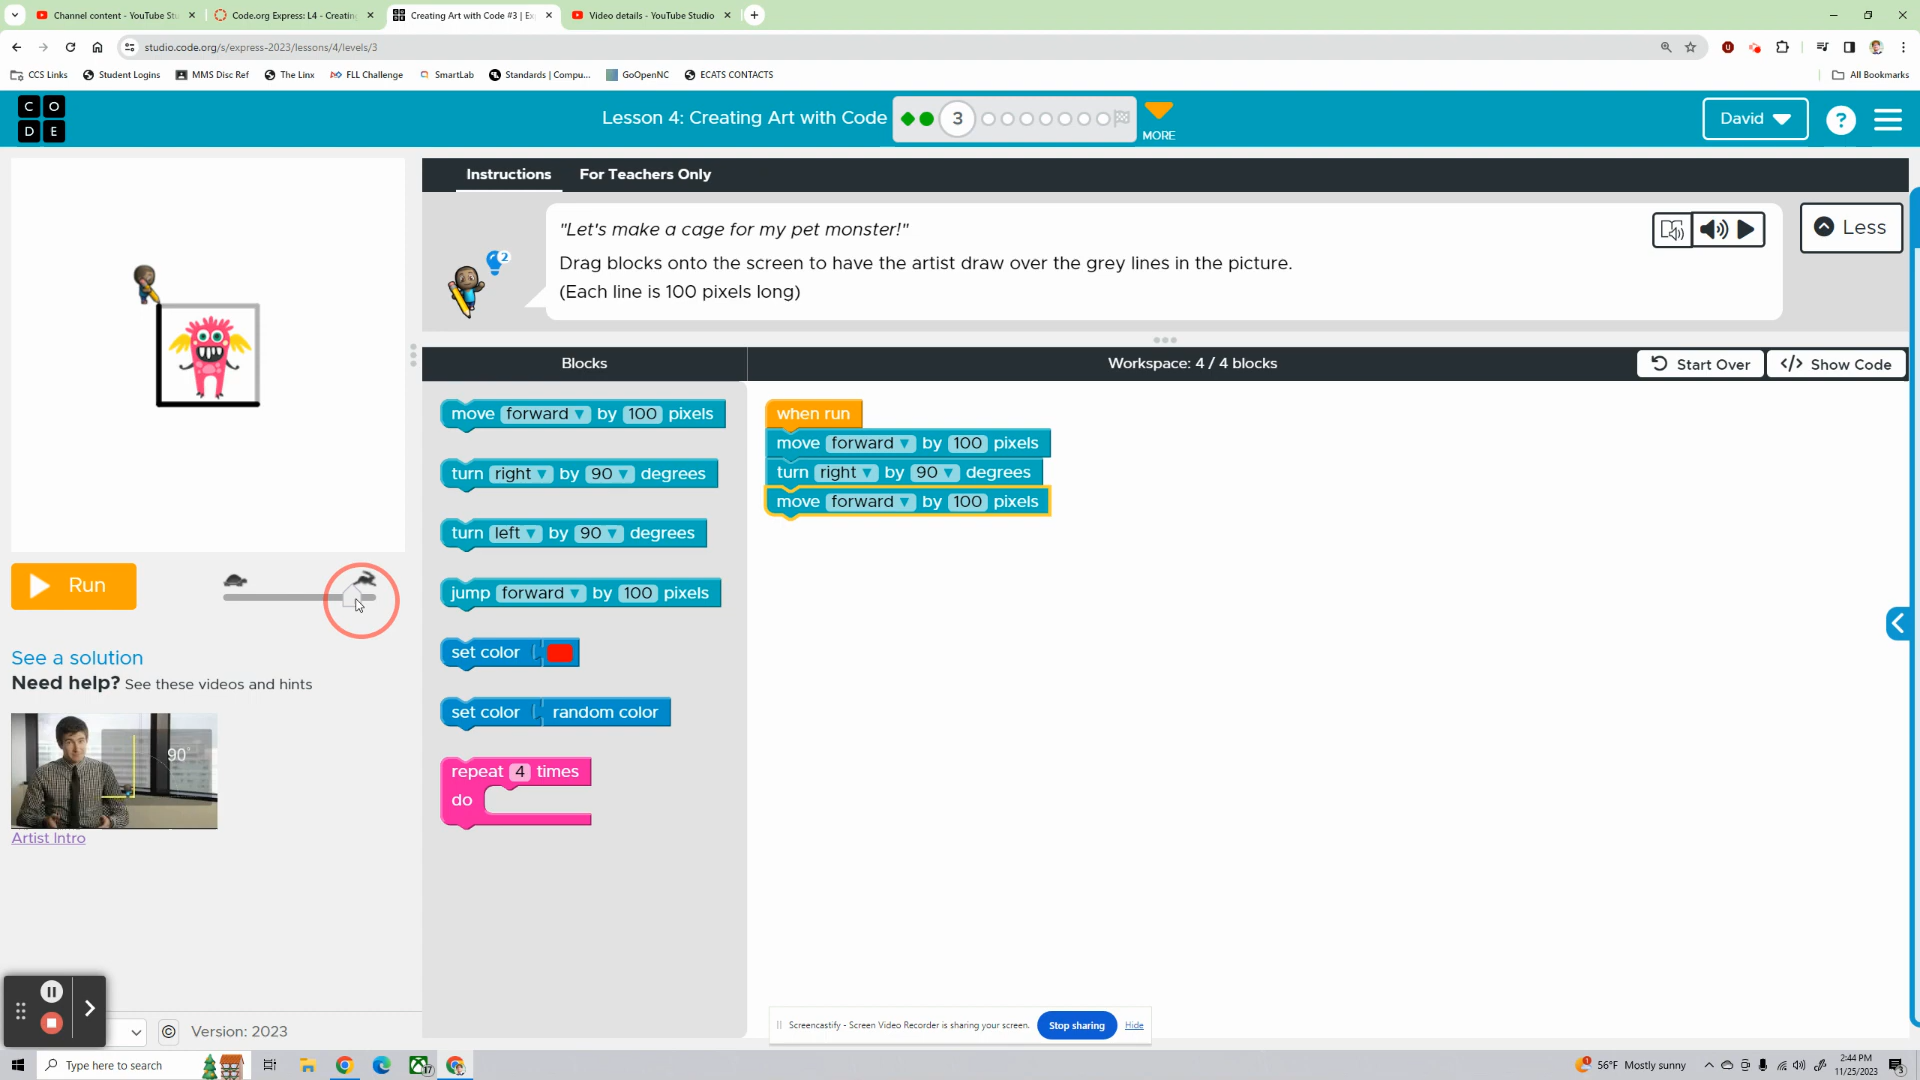 Channel content - YouTube St
Code.org Express: L4 - Creatin
Creating Art with Code #3 | Ex
Video details - YouTube Studio
studio.code.org/s/express-2023/lessons/4/levels/3
CCS Links
Student Logins
MMS Disc Ref
The Linx
FLL Challenge
SmartLab
Standards | Compu...
GoOpenNC
ECATS CONTACTS
All Bookmarks
C O
D E
Lesson 4: Creating Art with Code
3
MORE
David
?
Instructions
For Teachers Only
2
"Let's make a cage for my pet monster!"
Drag blocks onto the screen to have the artist draw over the grey lines in the picture.
(Each line is 100 pixels long)
Less
Blocks
Workspace: 4 / 4 blocks
Start Over
</> Show Code
move forward by 100 pixels
turn right by 90 degrees
turn left by 90 degrees
jump forward by 100 pixels
set color
set color random color
repeat 4 times
do
when run
move forward by 100 pixels
turn right by 90 degrees
move forward by 100 pixels
Run
See a solution
Need help? See these videos and hints
90°
Artist Intro
© Version: 2023
Screencastify - Screen Video Recorder is sharing your screen.
Stop sharing
Hide
Type here to search
17
1
56°F Mostly sunny
2:44 PM
11/25/2023
3